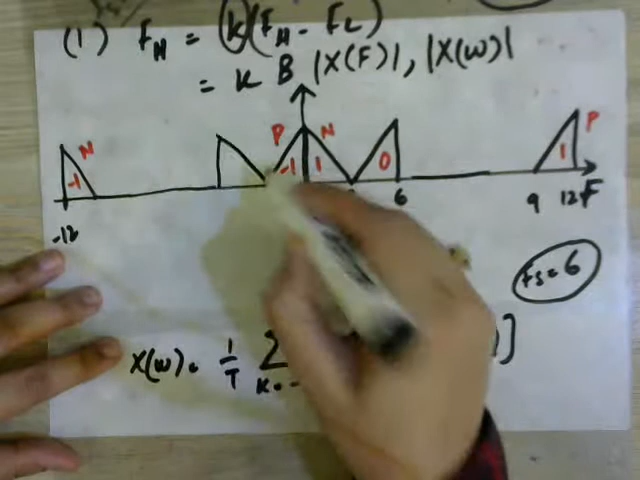 (1) F_H = k(F_H - F_L)
= K B |X(F)|, |X(w)|
N P N P
-1 -1 1 0 1
-12 6 9 12 F
Fs = 6
X(w) = 1/T Σ )]
K = -